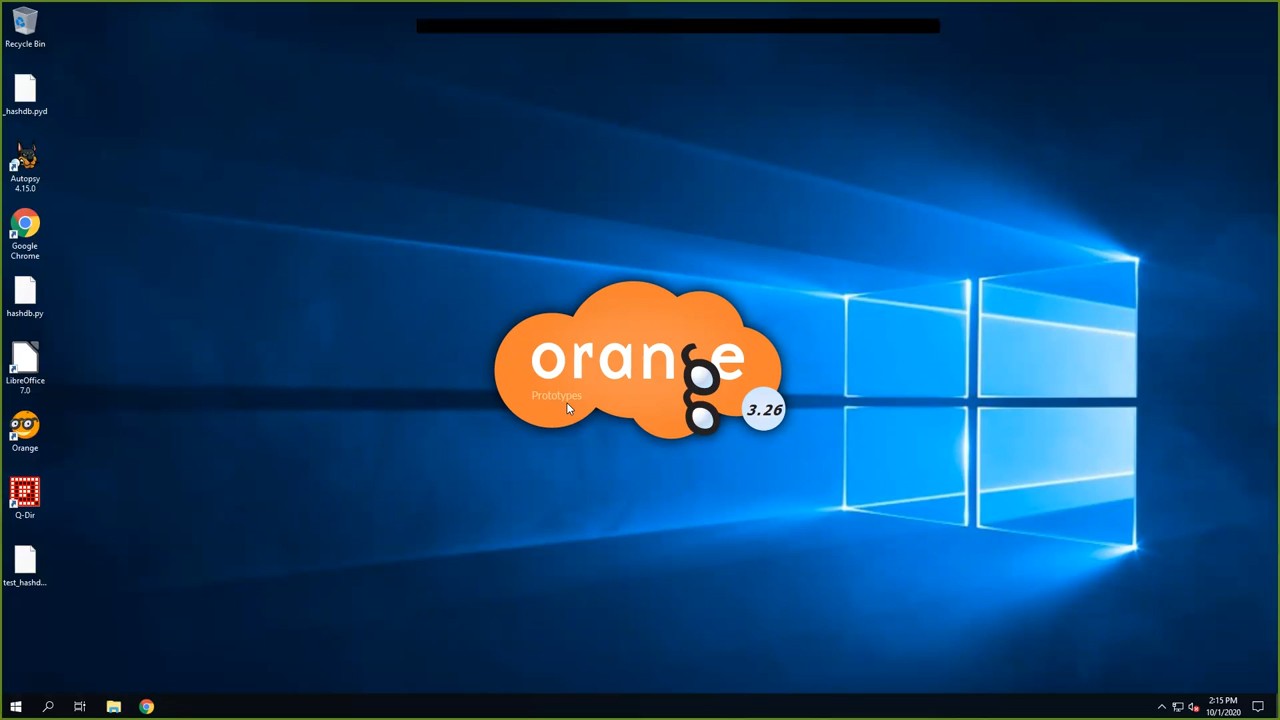 Recycle Bin
_hashdb.pyd
Autopsy
4.15.0
Google
Chrome
hashdb.py
LibreOffice
7.0
Orange
Q-Dir
test_hashd...
orange
Prototypes
3.26
2:15 PM
10/1/2020